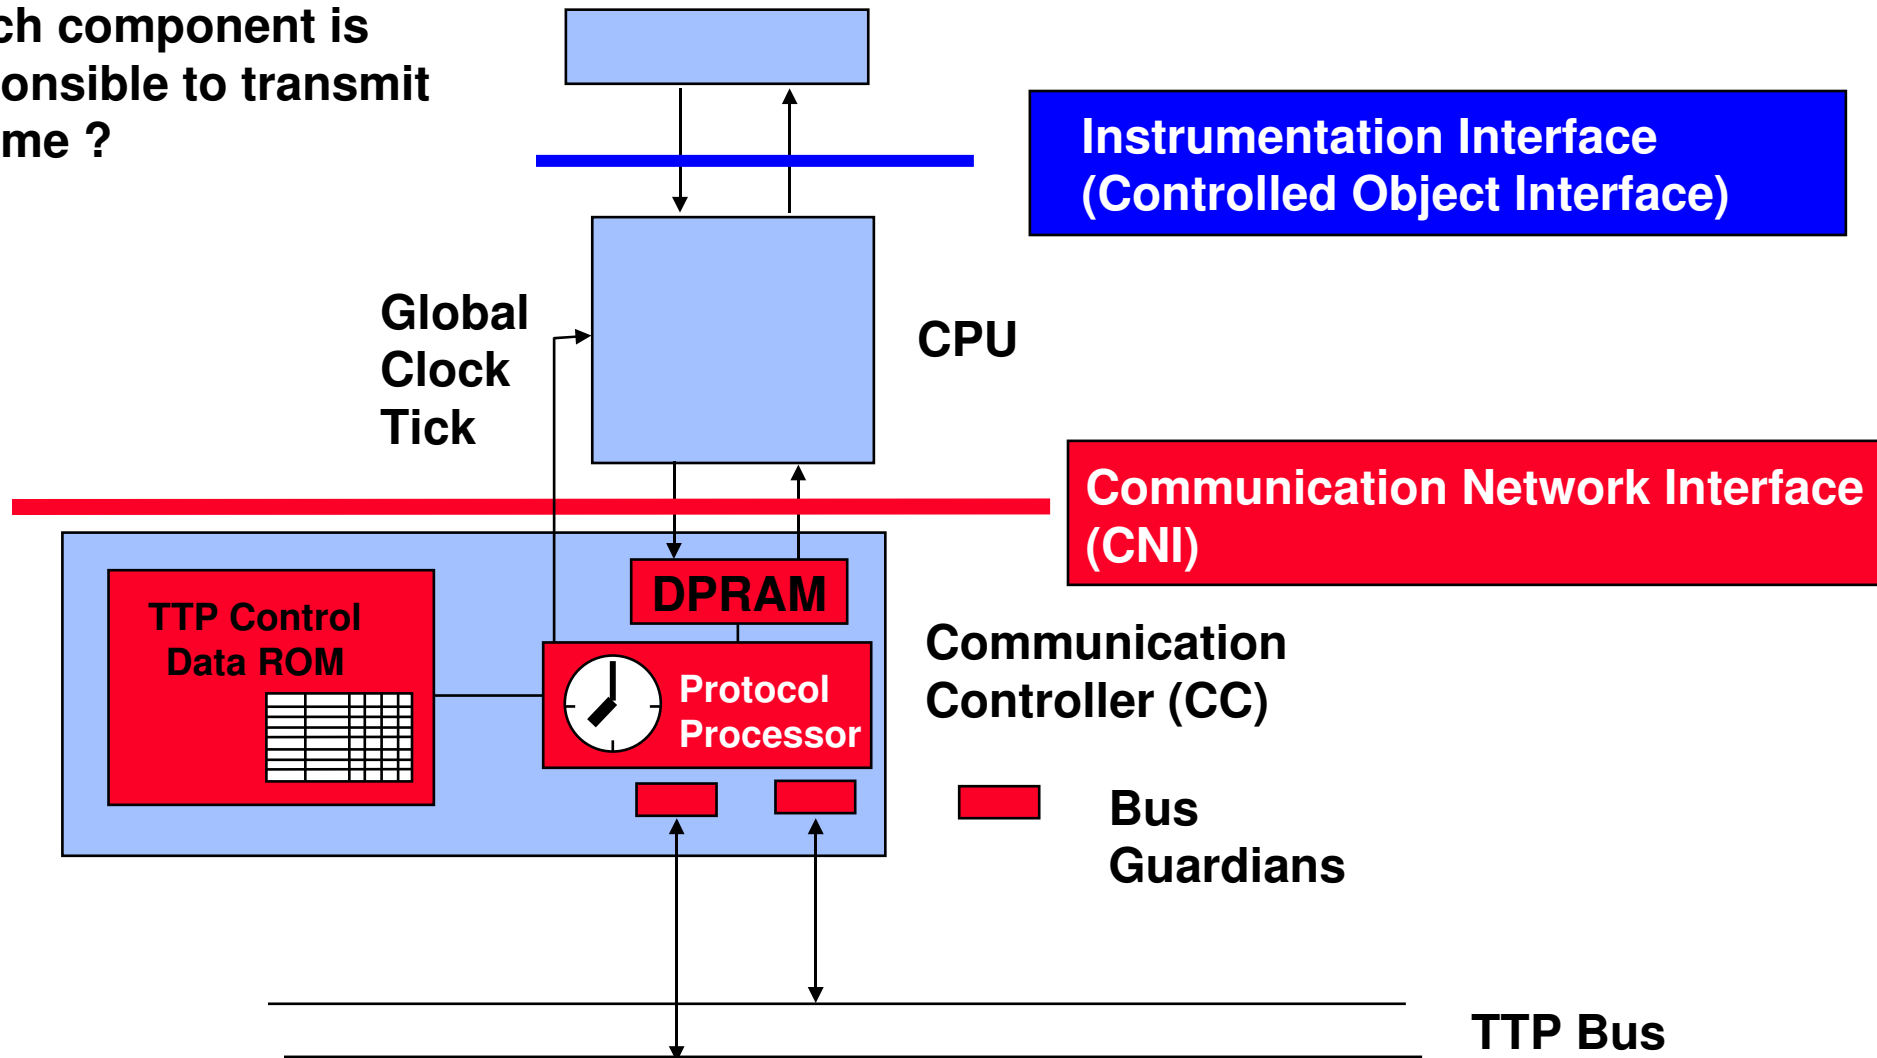 ch component is
onsible to transmit
me ?
Instrumentation Interface
(Controlled Object Interface)
Global
Clock
Tick
CPU
Communication Network Interface
(CNI)
DPRAM
TTP Control
Data ROM
Protocol
Processor
Communication
Controller (CC)
Bus
Guardians
TTP Bus